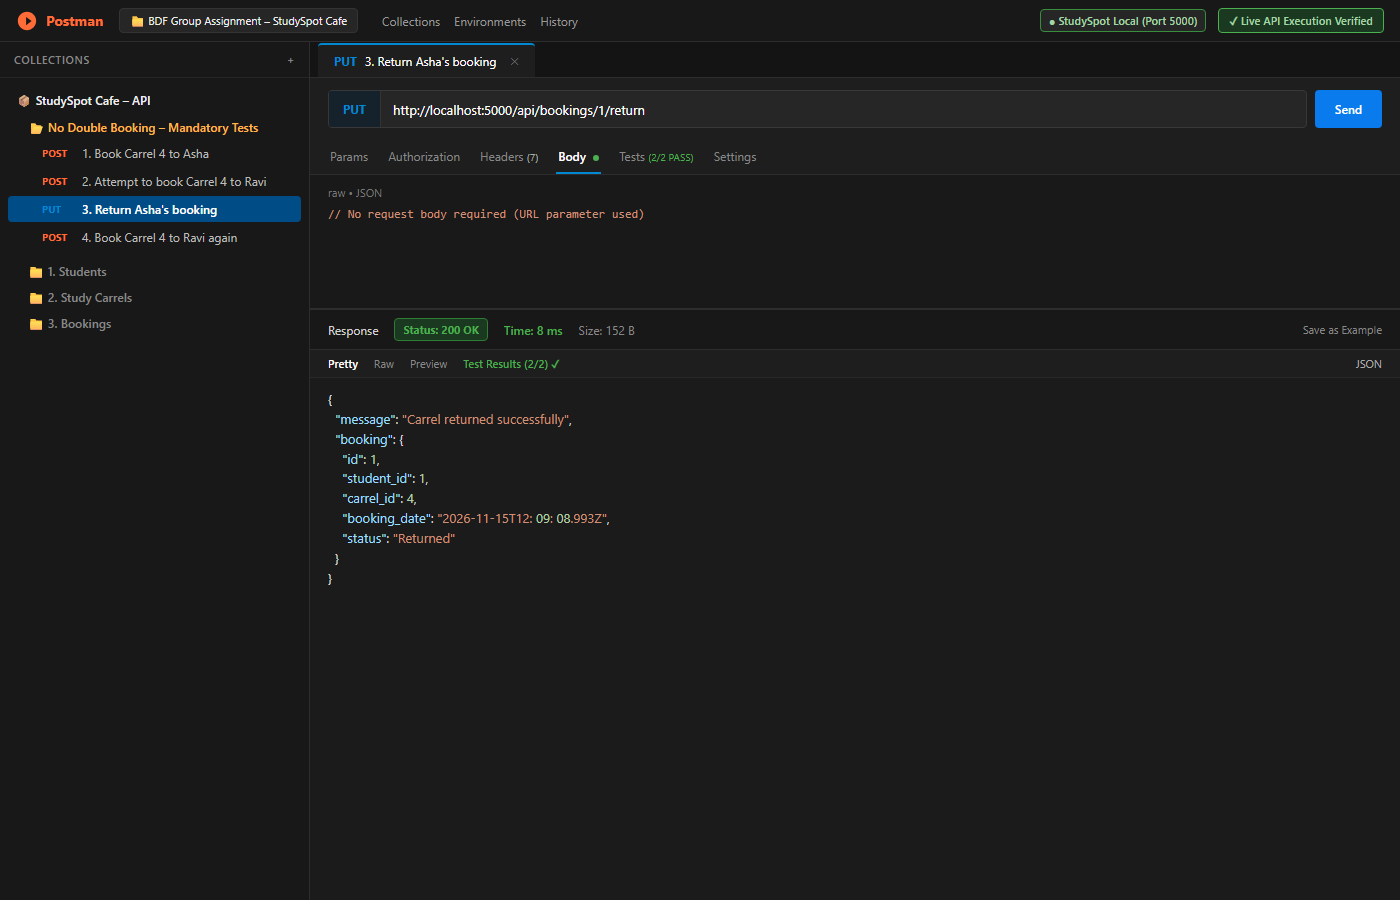 Postman
BDF Group Assignment – StudySpot Cafe
Collections Environments History
● StudySpot Local (Port 5000)
✓ Live API Execution Verified
COLLECTIONS +
StudySpot Cafe – API
No Double Booking – Mandatory Tests
POST 1. Book Carrel 4 to Asha
POST 2. Attempt to book Carrel 4 to Ravi
PUT 3. Return Asha's booking
POST 4. Book Carrel 4 to Ravi again
1. Students
2. Study Carrels
3. Bookings
PUT 3. Return Asha's booking ×
PUT http://localhost:5000/api/bookings/1/return Send
Params Authorization Headers (7) Body ● Tests (2/2 PASS) Settings
raw • JSON
// No request body required (URL parameter used)
Response Status: 200 OK Time: 8 ms Size: 152 B Save as Example
Pretty Raw Preview Test Results (2/2) ✓ JSON
{
"message": "Carrel returned successfully",
"booking": {
"id": 1,
"student_id": 1,
"carrel_id": 4,
"booking_date": "2026-11-15T12: 09: 08.993Z",
"status": "Returned"
}
}